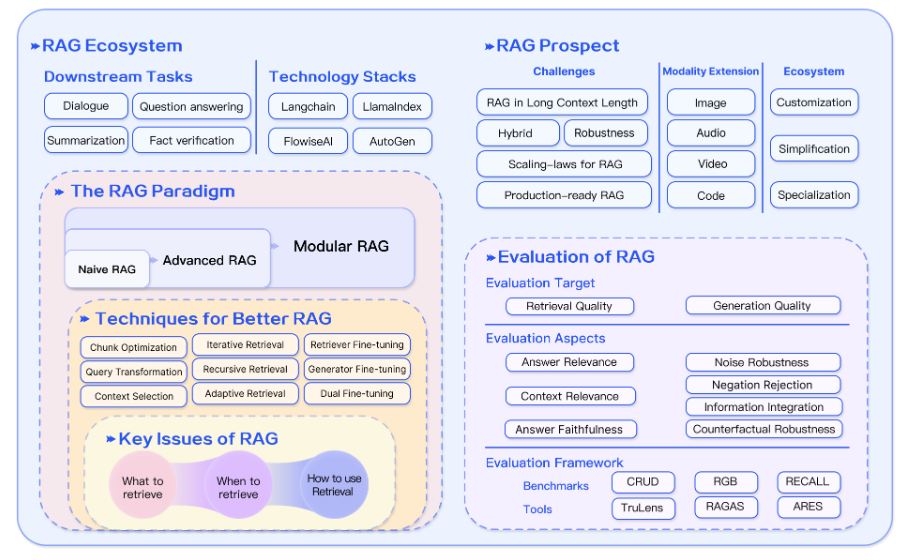 RAG Ecosystem
Downstream Tasks
Dialogue
Question answering
Summarization
Fact verification
Technology Stacks
Langchain
LlamaIndex
FlowiseAI
AutoGen
The RAG Paradigm
Naive RAG
Advanced RAG
Modular RAG
Techniques for Better RAG
Chunk Optimization
Iterative Retrieval
Retriever Fine-tuning
Query Transformation
Recursive Retrieval
Generator Fine-tuning
Context Selection
Adaptive Retrieval
Dual Fine-tuning
Key Issues of RAG
What to
retrieve
When to
retrieve
How to use
Retrieval
RAG Prospect
Challenges
RAG in Long Context Length
Hybrid
Robustness
Scaling-laws for RAG
Production-ready RAG
Modality Extension
Image
Audio
Video
Code
Ecosystem
Customization
Simplification
Specialization
Evaluation of RAG
Evaluation Target
Retrieval Quality
Generation Quality
Evaluation Aspects
Answer Relevance
Context Relevance
Answer Faithfulness
Noise Robustness
Negation Rejection
Information Integration
Counterfactual Robustness
Evaluation Framework
Benchmarks
CRUD
RGB
RECALL
Tools
TruLens
RAGAS
ARES